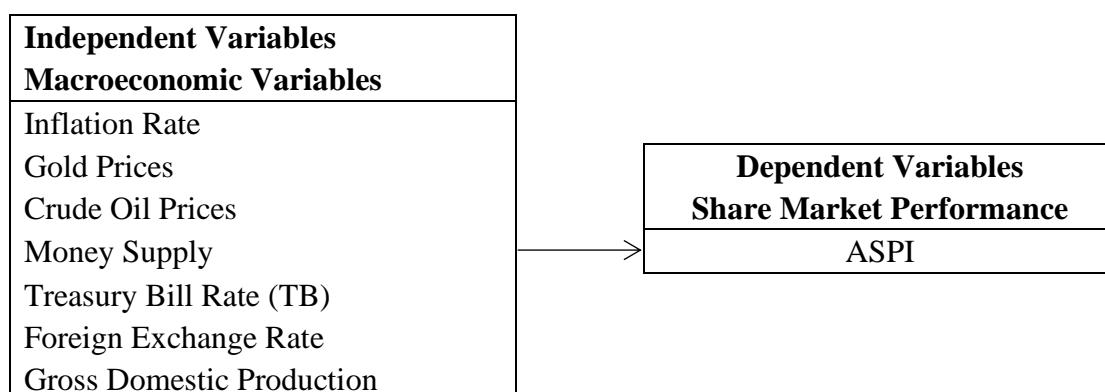 Independent Variables
Macroeconomic Variables
Inflation Rate
Gold Prices
Crude Oil Prices
Money Supply
Treasury Bill Rate (TB)
Foreign Exchange Rate
Gross Domestic Production
Dependent Variables
Share Market Performance
ASPI